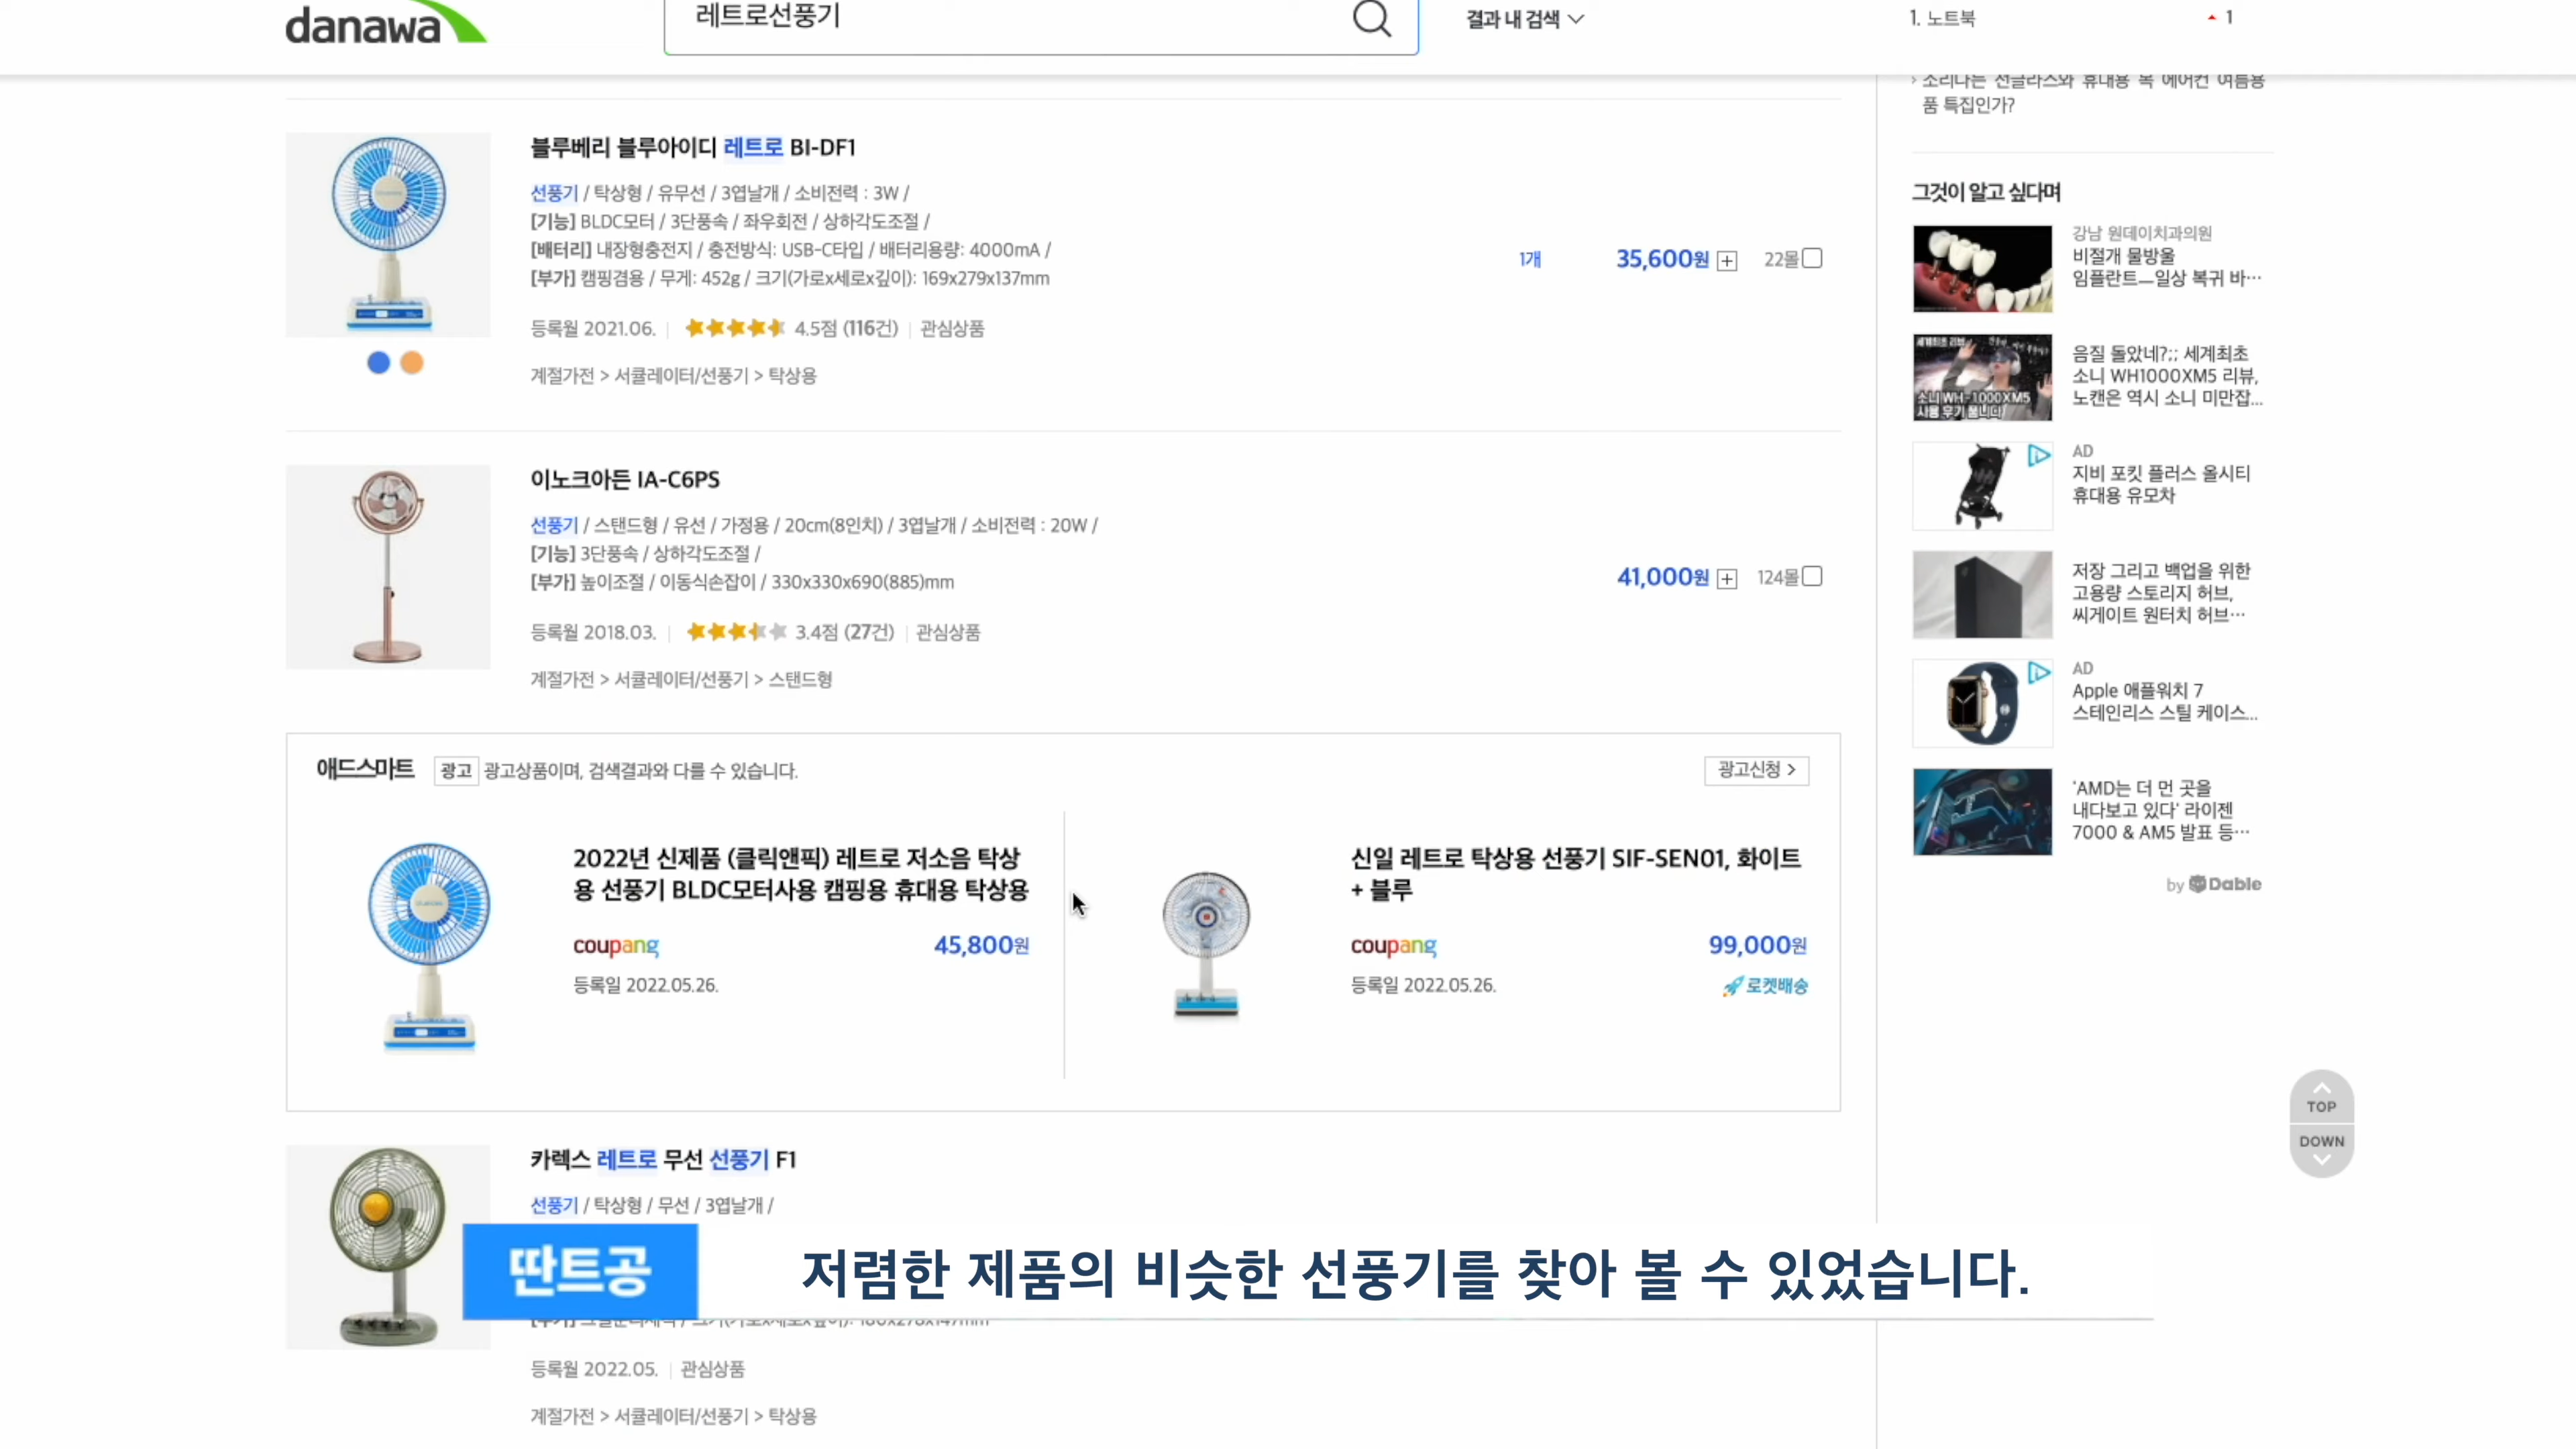 danawa
레트로선풍기
결과 내 검색
1. 노트북
1
소리나는 선글라스와 휴대용 목 에어컨 여름용
품 특집인가?
블루베리 블루아이디 레트로 BI-DF1
선풍기 / 탁상형 / 유무선 / 3엽날개 / 소비전력 : 3W /
[기능] BLDC모터 / 3단풍속 / 좌우회전 / 상하각도조절 /
[배터리] 내장형충전지 / 충전방식: USB-C타입 / 배터리용량: 4000mA /
[부가] 캠핑겸용 / 무게: 452g / 크기(가로x세로x깊이): 169x279x137mm
1개
35,600원
22몰
등록월 2021.06.
4.5점 (116건)
관심상품
계절가전 > 서큘레이터/선풍기 > 탁상용
이노크아든 IA-C6PS
선풍기 / 스탠드형 / 유선 / 가정용 / 20cm(8인치) / 3엽날개 / 소비전력 : 20W /
[기능] 3단풍속 / 상하각도조절 /
[부가] 높이조절 / 이동식손잡이 / 330x330x690(885)mm
41,000원
124몰
등록월 2018.03.
3.4점 (27건)
관심상품
계절가전 > 서큘레이터/선풍기 > 스탠드형
애드스마트
광고
광고상품이며, 검색결과와 다를 수 있습니다.
광고신청 >
2022년 신제품 (클릭앤픽) 레트로 저소음 탁상
용 선풍기 BLDC모터사용 캠핑용 휴대용 탁상용
coupang
45,800원
등록일 2022.05.26.
신일 레트로 탁상용 선풍기 SIF-SEN01, 화이트
+ 블루
coupang
99,000원
등록일 2022.05.26.
로켓배송
카렉스 레트로 무선 선풍기 F1
선풍기 / 탁상형 / 무선 / 3엽날개 /
딴트공
저렴한 제품의 비슷한 선풍기를 찾아 볼 수 있었습니다.
등록월 2022.05.
관심상품
계절가전 > 서큘레이터/선풍기 > 탁상용
그것이 알고 싶다며
강남 원데이치과의원
비절개 물방울
임플란트—일상 복귀 바…
소니 WH-1000XM5
음질 돌았네?;; 세계최초
소니 WH1000XM5 리뷰,
노캔은 역시 소니 미만잡...
AD
지비 포킷 플러스 올시티
휴대용 유모차
저장 그리고 백업을 위한
고용량 스토리지 허브,
씨게이트 원터치 허브…
AD
Apple 애플워치 7
스테인리스 스틸 케이스...
'AMD는 더 먼 곳을
내다보고 있다' 라이젠
7000 & AM5 발표 등…
by Dable
TOP
DOWN